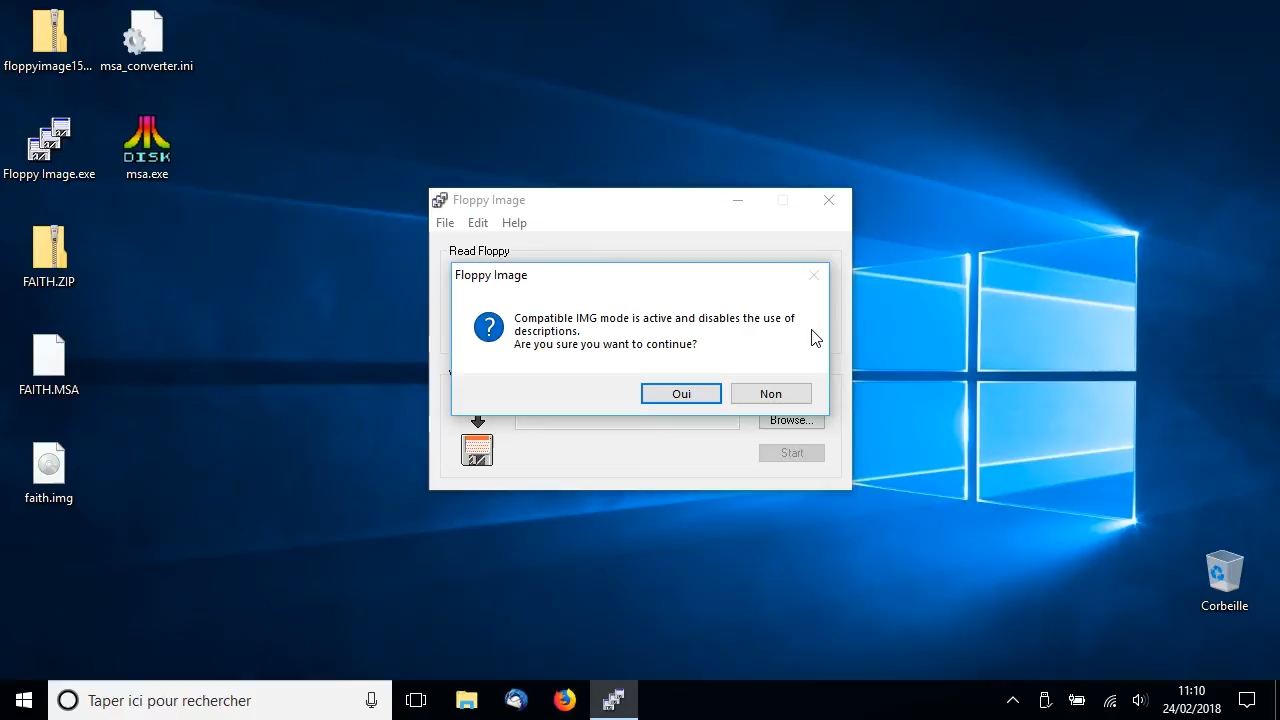 floppyimage15...
msa_converter.ini
Floppy Image.exe
DISK
msa.exe
FAITH.ZIP
FAITH.MSA
faith.img
Floppy Image
File
Edit
Help
Read Floppy
Floppy Image
Compatible IMG mode is active and disables the use of
descriptions.
Are you sure you want to continue?
Oui
Non
Browse...
Start
Corbeille
Taper ici pour rechercher
11:10
24/02/2018